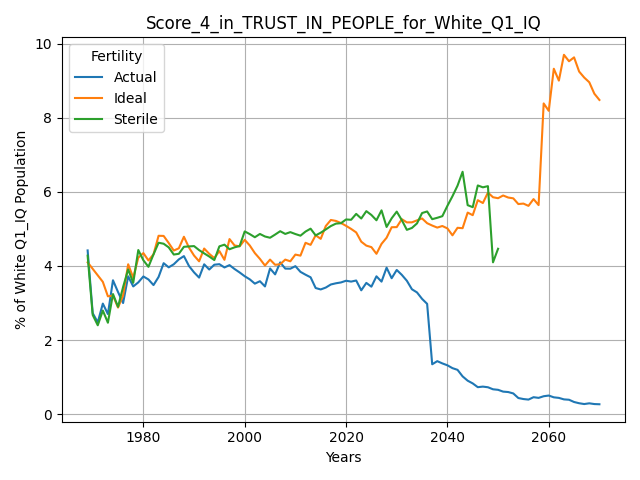 Score_4_in_TRUST_IN_PEOPLE_for_White_Q1_IQ
Fertility
Actual
Ideal
Sterile
% of White Q1_IQ Population
10
8
6
4
2
0
1980
2000
2020
2040
2060
Years